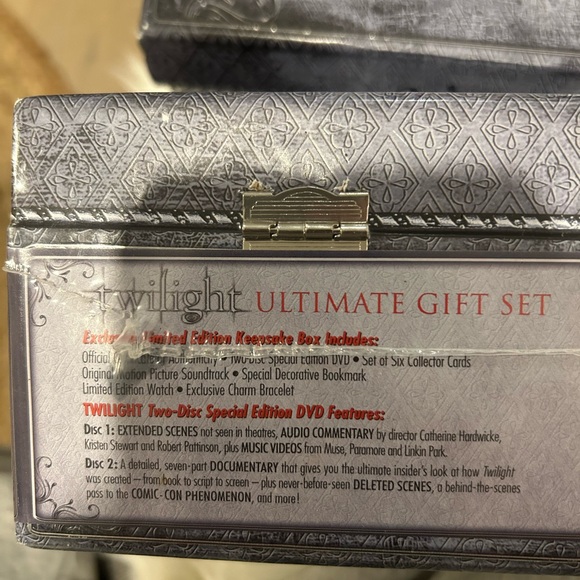 twilight ULTIMATE GIFT SET
Limited Edition Keepsake Box Includes:
Official Authenticity • Two-Disc Special Edition DVD • Set of Six Collector Cards
Original Motion Picture Soundtrack • Special Decorative Bookmark
Limited Edition Watch • Exclusive Charm Bracelet
TWILIGHT Two-Disc Special Edition DVD Features:
Disc 1: EXTENDED SCENES not seen in theatres, AUDIO COMMENTARY by director Catherine Hardwicke,
Kristen Stewart and Robert Pattinson, plus MUSIC VIDEOS from Muse, Paramore and Linkin Park.
Disc 2: A detailed, seven-part DOCUMENTARY that gives you the ultimate insider's look at how Twilight
was created – from book to script to screen – plus never-before-seen DELETED SCENES, a behind-the-scenes
pass to the COMIC-CON PHENOMENON, and more!